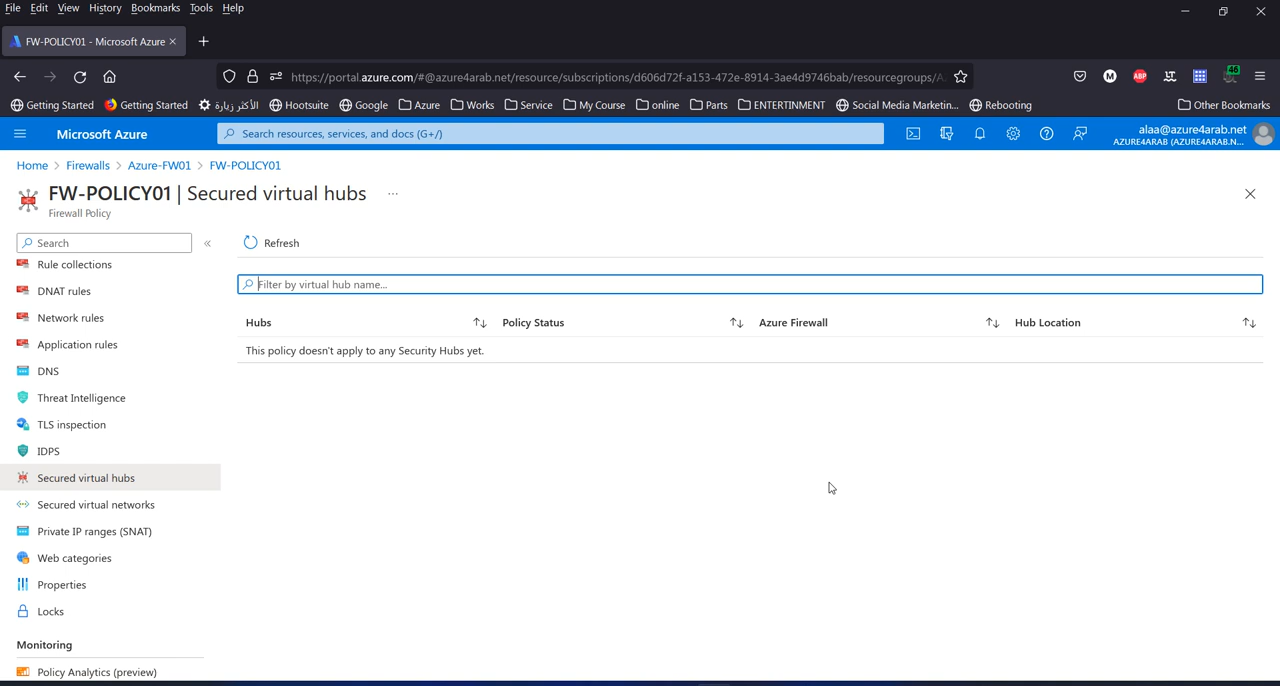 File Edit View History Bookmarks Tools Help
FW-POLICY01 - Microsoft Azure
https://portal.azure.com/#@azure4arab.net/resource/subscriptions/d606d72f-a153-472e-8914-3ae4d9746bab/resourcegroups/A
M ABP LT 46
Getting Started Getting Started الأكثر زيارة Hootsuite Google Azure Works Service My Course online Parts ENTERTINMENT Social Media Marketin... Rebooting Other Bookmarks
Microsoft Azure Search resources, services, and docs (G+/) alaa@azure4arab.net
AZURE4ARAB (AZURE4ARAB.N...
Home > Firewalls > Azure-FW01 > FW-POLICY01
FW-POLICY01 | Secured virtual hubs ...
Firewall Policy
Search « Refresh
Rule collections
DNAT rules
Network rules
Application rules
DNS
Threat Intelligence
TLS inspection
IDPS
Secured virtual hubs
Secured virtual networks
Private IP ranges (SNAT)
Web categories
Properties
Locks
Monitoring
Policy Analytics (preview)
Filter by virtual hub name...
Hubs Policy Status Azure Firewall Hub Location
This policy doesn't apply to any Security Hubs yet.